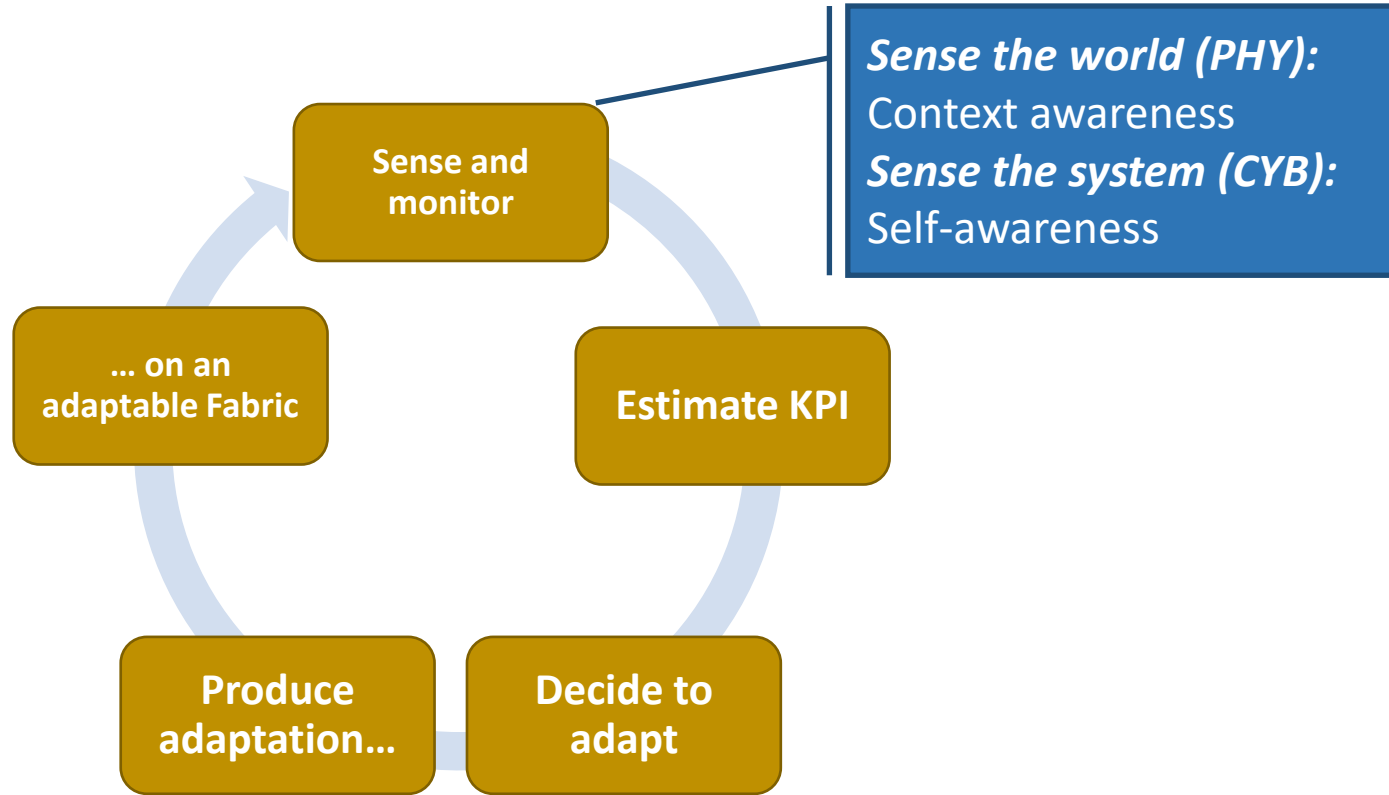 Sense the world (PHY):
Context awareness
Sense the system (CYB):
Self-awareness
Sense and
monitor
Estimate KPI
Decide to
adapt
Produce
adaptation…
… on an
adaptable Fabric